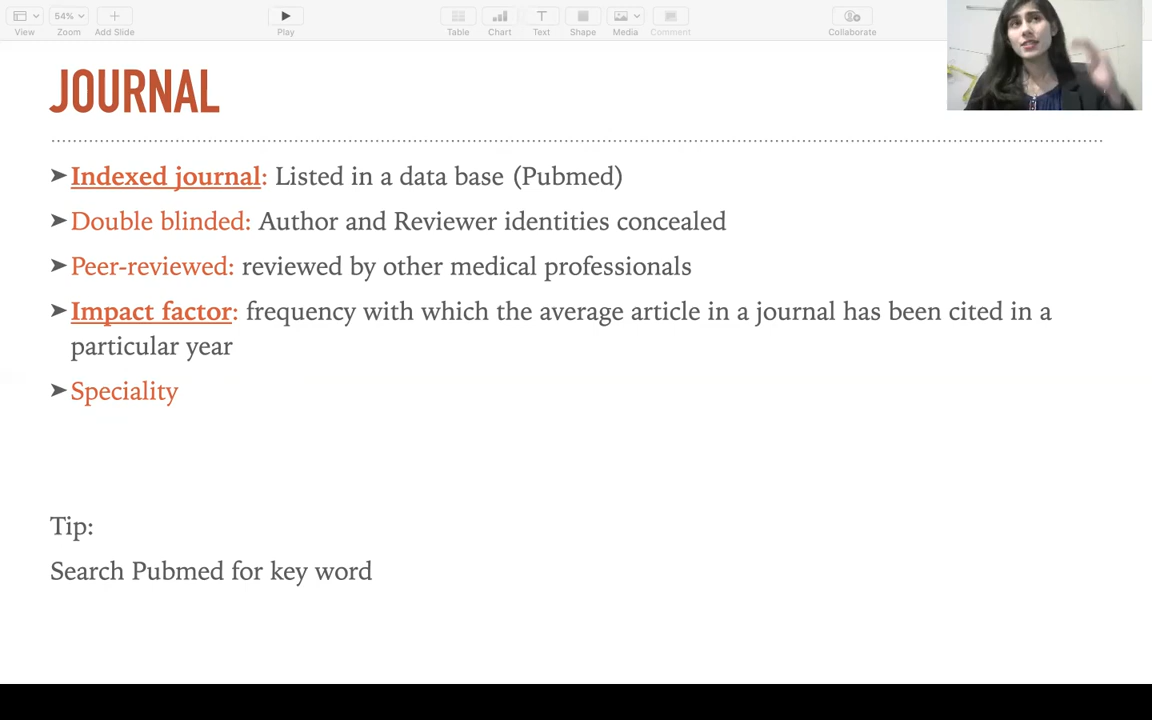 54%
View
Zoom
Add Slide
Play
Table
Chart
Text
Shape
Media
Comment
Collaborate
JOURNAL
➤Indexed journal: Listed in a data base (Pubmed)
➤Double blinded: Author and Reviewer identities concealed
➤Peer-reviewed: reviewed by other medical professionals
➤Impact factor: frequency with which the average article in a journal has been cited in a
particular year
➤Speciality
Tip:
Search Pubmed for key word